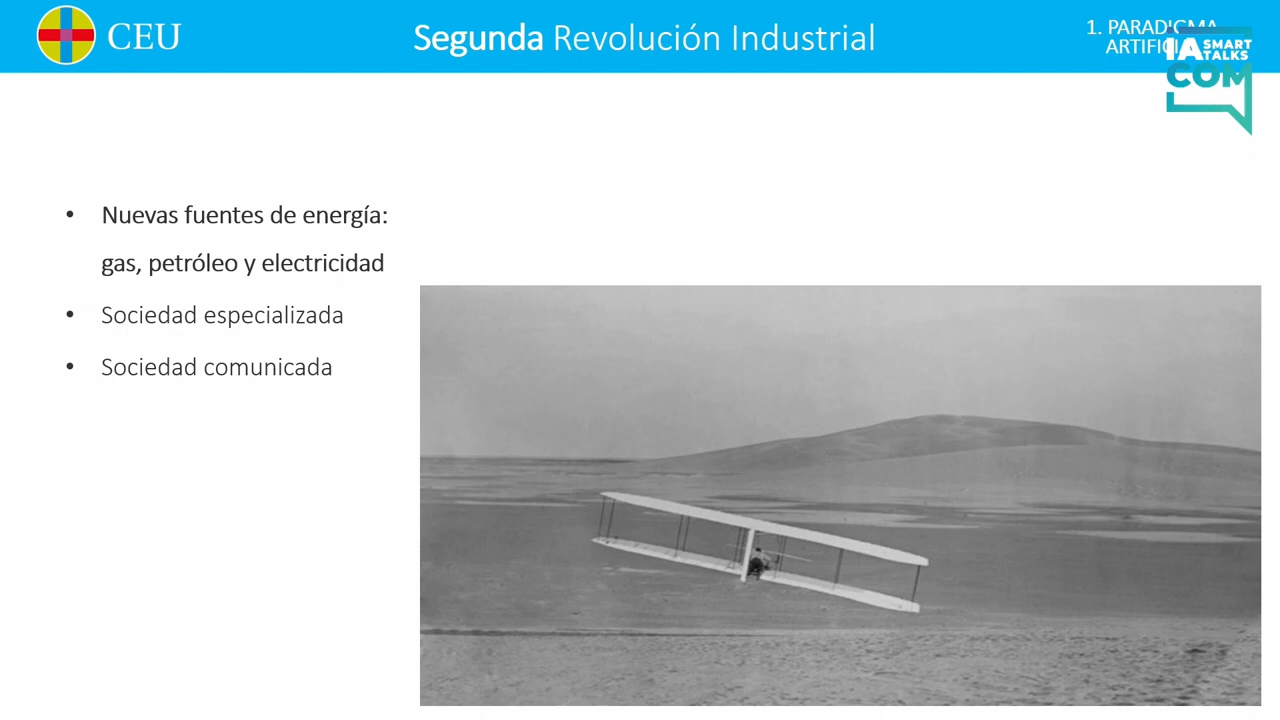 CEU
Segunda Revolución Industrial
1. PARADIGMA
ARTIFICI
IA SMART
TALKS
COM
• Nuevas fuentes de energía:
gas, petróleo y electricidad
• Sociedad especializada
• Sociedad comunicada